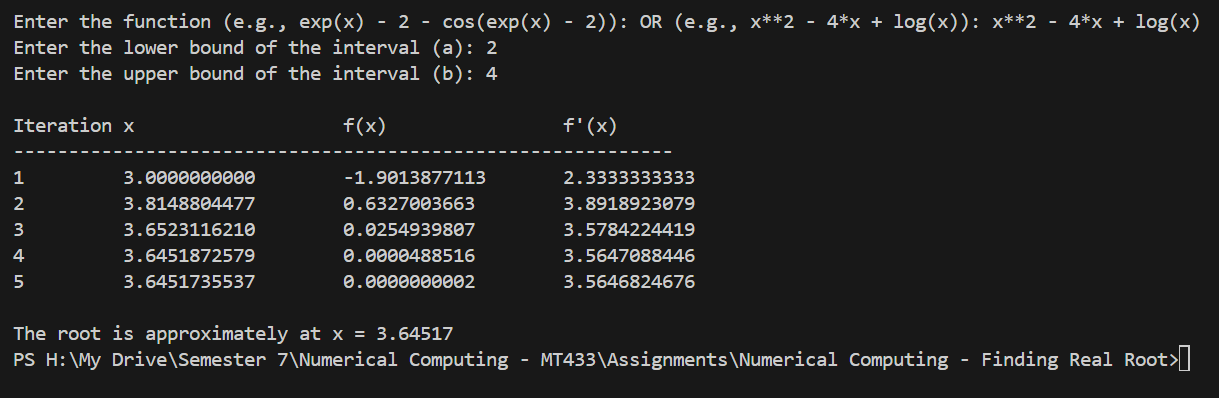 Enter the function (e.g., exp(x) - 2 - cos(exp(x) - 2)): OR (e.g., x**2 - 4*x + log(x)): x**2 - 4*x + log(x)
Enter the lower bound of the interval (a): 2
Enter the upper bound of the interval (b): 4
Iteration x f(x) f'(x)
------------------------------------------------------------
1 3.0000000000 -1.9013877113 2.3333333333
2 3.8148804477 0.6327003663 3.8918923079
3 3.6523116210 0.0254939807 3.5784224419
4 3.6451872579 0.0000488516 3.5647088446
5 3.6451735537 0.0000000002 3.5646824676
The root is approximately at x = 3.64517
PS H:\My Drive\Semester 7\Numerical Computing - MT433\Assignments\Numerical Computing - Finding Real Root>